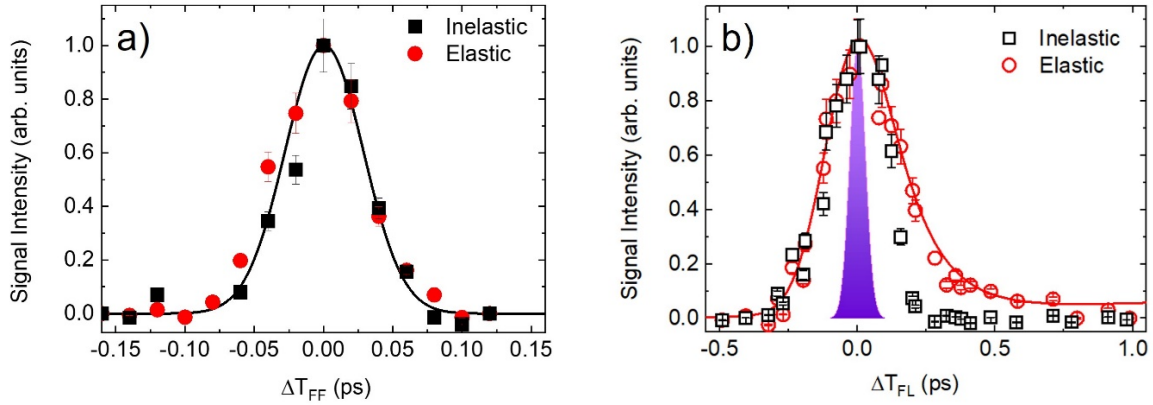 a)
Inelastic
Elastic
Signal Intensity (arb. units)
1.0
0.8
0.6
0.4
0.2
0.0
-0.15 -0.10 -0.05 0.00 0.05 0.10 0.15
ΔT_FF (ps)
b)
Inelastic
Elastic
Signal Intensity (arb. units)
1.0
0.8
0.6
0.4
0.2
0.0
-0.5 0.0 0.5 1.0
ΔT_FL (ps)